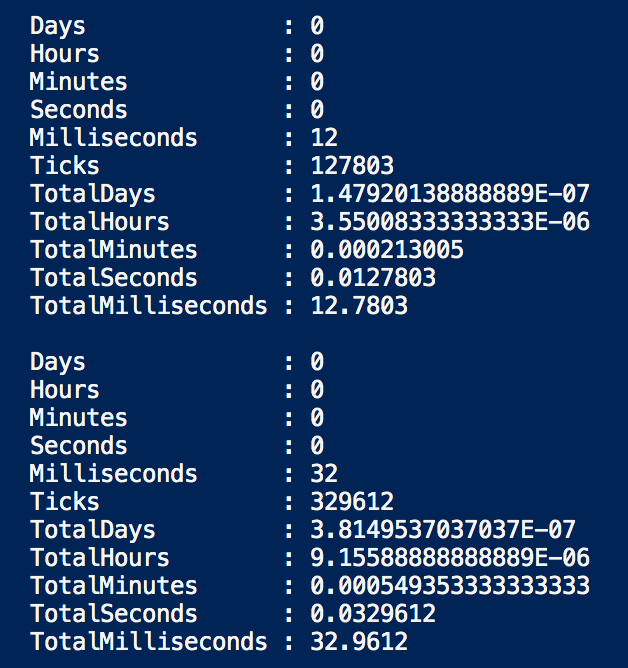 Days              : 0
Hours             : 0
Minutes           : 0
Seconds           : 0
Milliseconds      : 12
Ticks             : 127803
TotalDays         : 1.47920138888889E-07
TotalHours        : 3.55008333333333E-06
TotalMinutes      : 0.000213005
TotalSeconds      : 0.0127803
TotalMilliseconds : 12.7803

Days              : 0
Hours             : 0
Minutes           : 0
Seconds           : 0
Milliseconds      : 32
Ticks             : 329612
TotalDays         : 3.8149537037037E-07
TotalHours        : 9.15588888888889E-06
TotalMinutes      : 0.000549353333333333
TotalSeconds      : 0.0329612
TotalMilliseconds : 32.9612